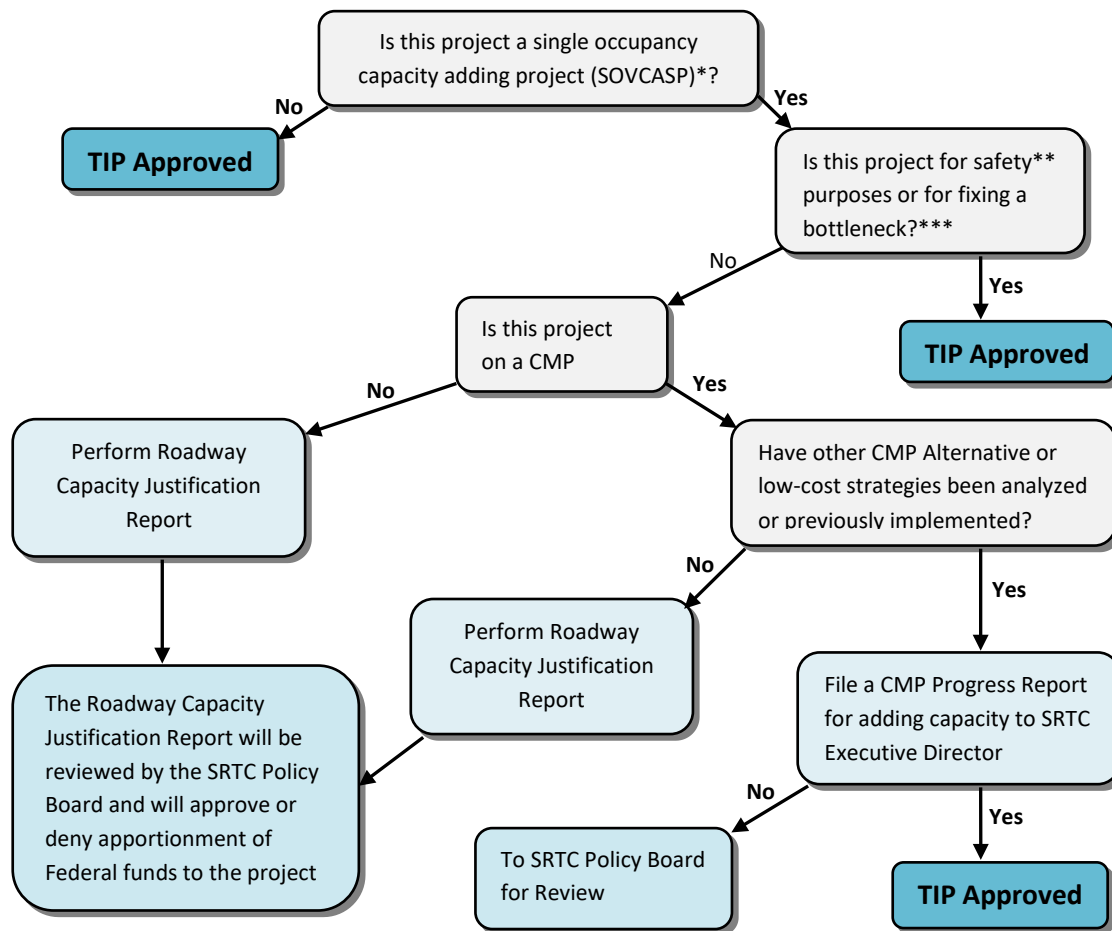 Is this project a single occupancy
capacity adding project (SOVCASP)*?
No
Yes
TIP Approved
Is this project for safety**
purposes or for fixing a
bottleneck?***
No
Yes
Is this project
on a CMP
TIP Approved
No
Yes
Perform Roadway
Capacity Justification
Report
Have other CMP Alternative or
low-cost strategies been analyzed
or previously implemented?
No
Yes
Perform Roadway
Capacity Justification
Report
File a CMP Progress Report
for adding capacity to SRTC
Executive Director
The Roadway Capacity
Justification Report will be
reviewed by the SRTC Policy
Board and will approve or
deny apportionment of
Federal funds to the project
No
Yes
To SRTC Policy Board
for Review
TIP Approved